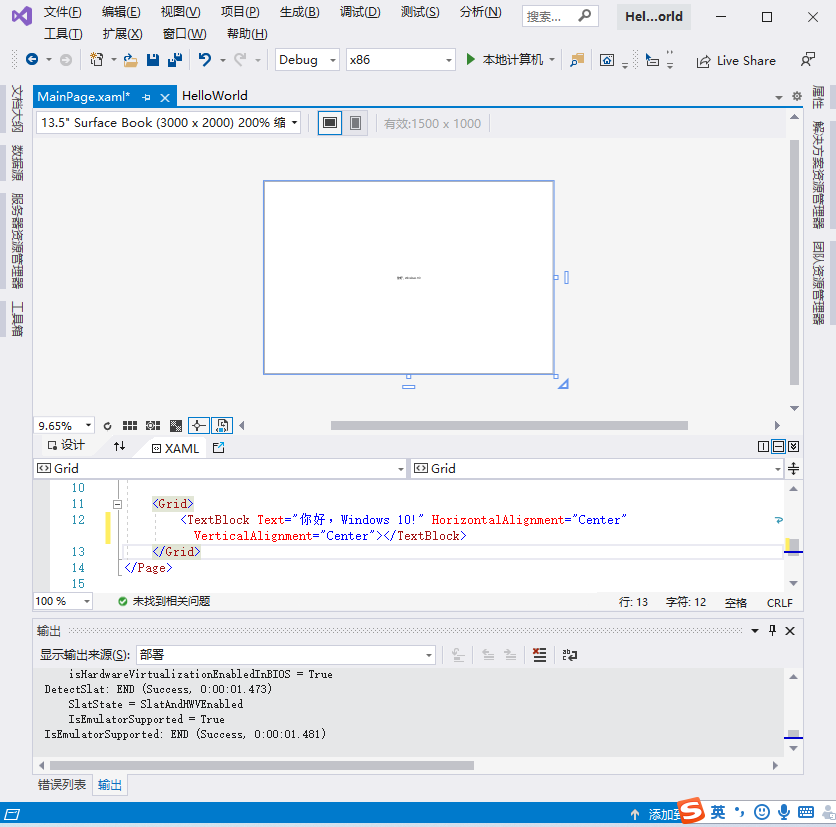 文件(F) 编辑(E) 视图(V) 项目(P) 生成(B) 调试(D) 测试(S) 分析(N) 搜索... Hel...orld
工具(T) 扩展(X) 窗口(W) 帮助(H)
Debug x86 本地计算机 Live Share
MainPage.xaml* HelloWorld
13.5" Surface Book (3000 x 2000) 200% 缩 有效:1500 x 1000
文档大纲
数据源
服务器资源管理器
工具箱
属性
解决方案资源管理器
团队资源管理器
9.65%
设计 XAML
Grid Grid
10
11 <Grid>
12 <TextBlock Text="你好，Windows 10!" HorizontalAlignment="Center"
VerticalAlignment="Center"></TextBlock>
13 </Grid>
14 </Page>
15
100 % 未找到相关问题 行: 13 字符: 12 空格 CRLF
输出
显示输出来源(S): 部署
isHardwareVirtualizationEnabledInBIOS = True
DetectSlat: END (Success, 0:00:01.473)
SlatState = SlatAndHWVEnabled
IsEmulatorSupported = True
IsEmulatorSupported: END (Success, 0:00:01.481)
错误列表 输出
添加到 S 英